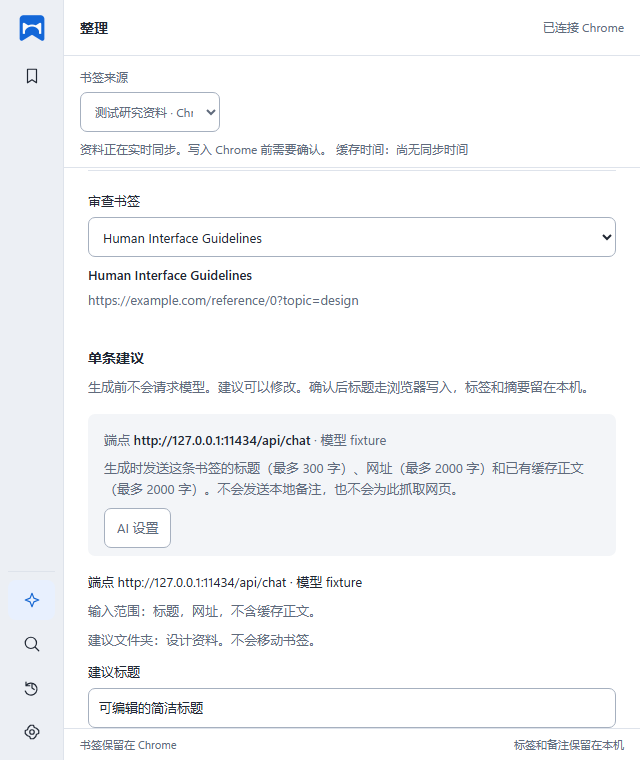 整理
已连接 Chrome
书签来源
测试研究资料 · Chr
资料正在实时同步。写入 Chrome 前需要确认。 缓存时间：尚无同步时间
审查书签
Human Interface Guidelines
Human Interface Guidelines
https://example.com/reference/0?topic=design
单条建议
生成前不会请求模型。建议可以修改。确认后标题走浏览器写入，标签和摘要留在本机。
端点 http://127.0.0.1:11434/api/chat · 模型 fixture
生成时发送这条书签的标题（最多 300 字）、网址（最多 2000 字）和已有缓存正文
（最多 2000 字）。不会发送本地备注，也不会为此抓取网页。
AI 设置
端点 http://127.0.0.1:11434/api/chat · 模型 fixture
输入范围：标题，网址，不含缓存正文。
建议文件夹：设计资料。不会移动书签。
建议标题
可编辑的简洁标题
书签保留在 Chrome
标签和备注保留在本机